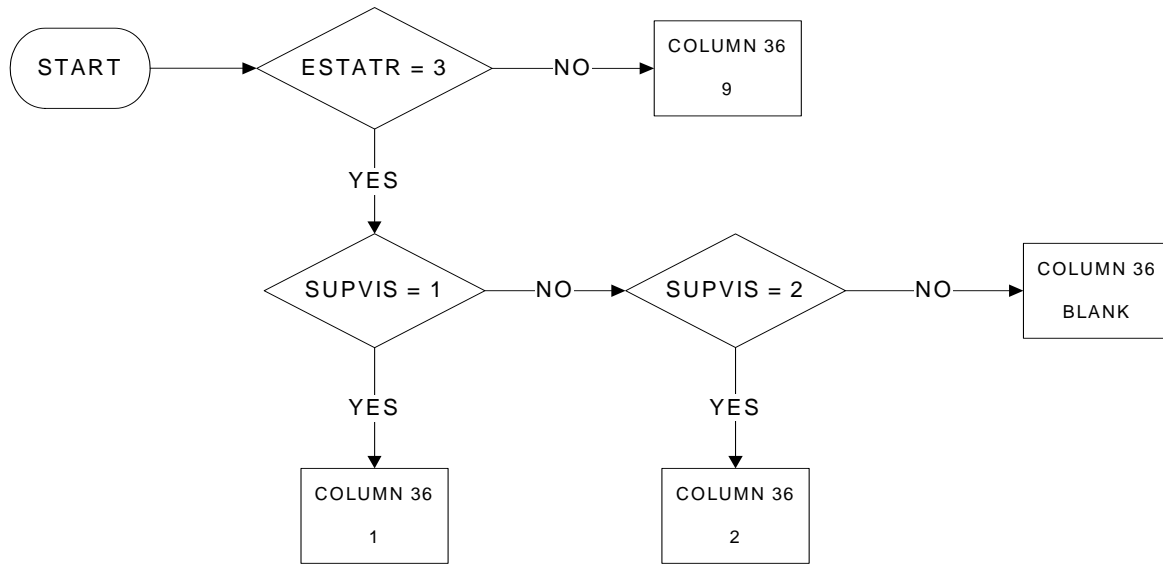 START
ESTATR = 3
NO
COLUMN 36
9
YES
SUPVIS = 1
NO
SUPVIS = 2
NO
COLUMN 36
BLANK
YES
YES
COLUMN 36
1
COLUMN 36
2